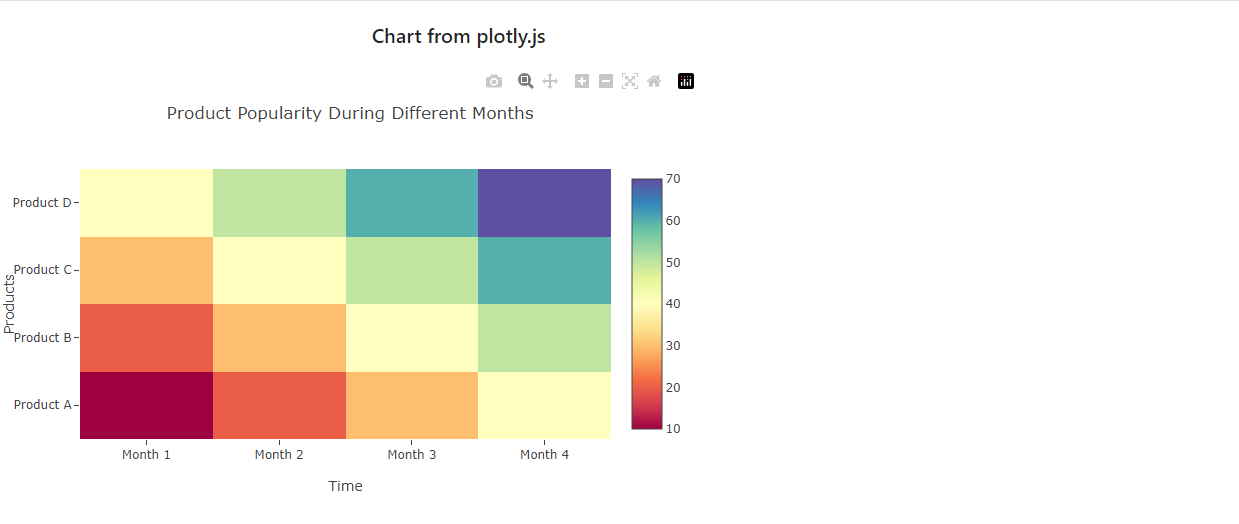 Chart from plotly.js
Product Popularity During Different Months
Products
Product D
Product C
Product B
Product A
Month 1 Month 2 Month 3 Month 4
Time
70
60
50
40
30
20
10